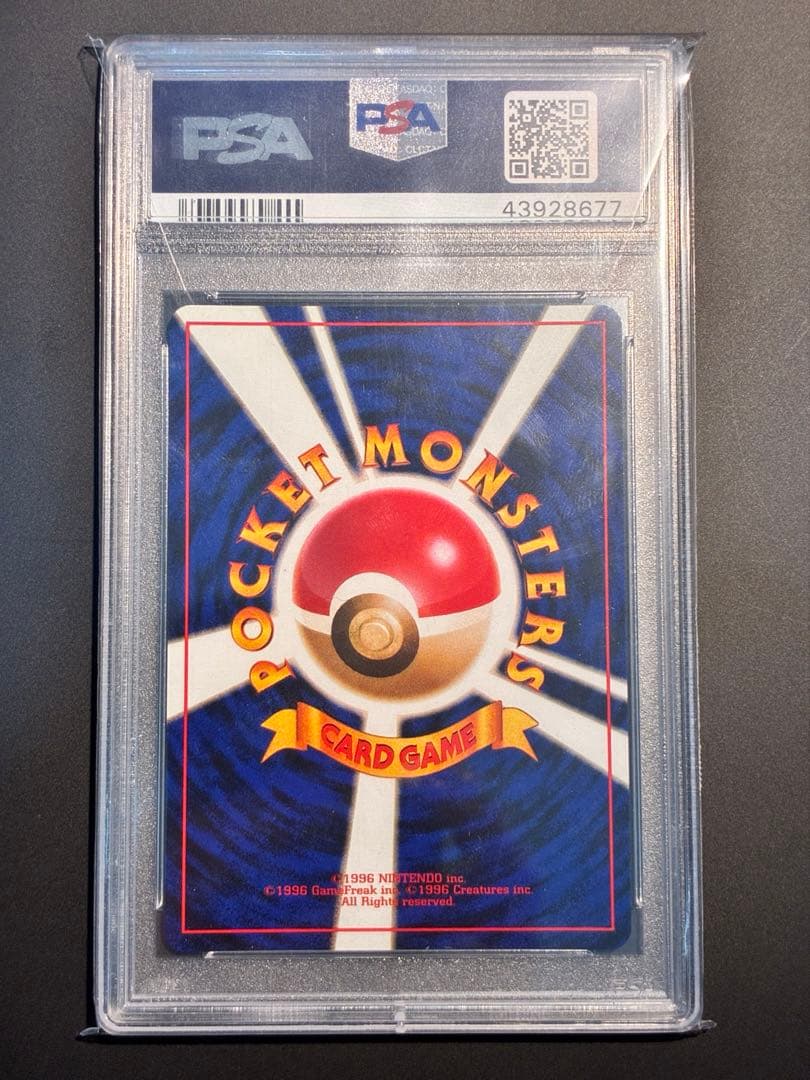 PSA
PSA
43928677
POCKET MONSTERS
CARD GAME
©1996 NINTENDO inc.
©1996 GameFreak inc. ©1996 Creatures inc.
All Rights reserved.